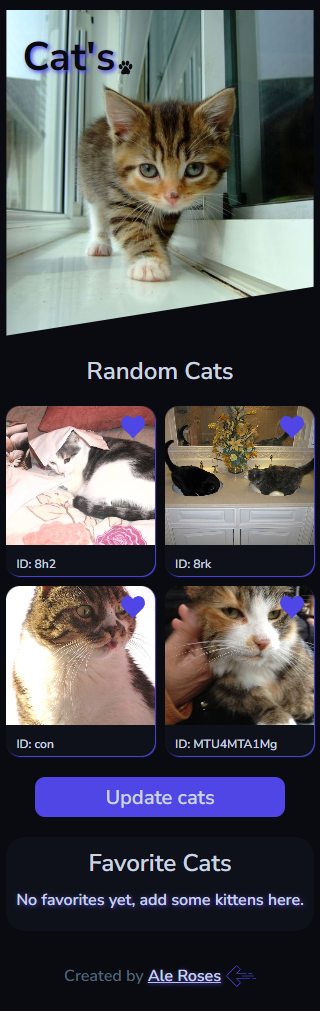 Cat's
Random Cats
ID: 8h2
ID: 8rk
ID: con
ID: MTU4MTA1Mg
Update cats
Favorite Cats
No favorites yet, add some kittens here.
Created by Ale Roses